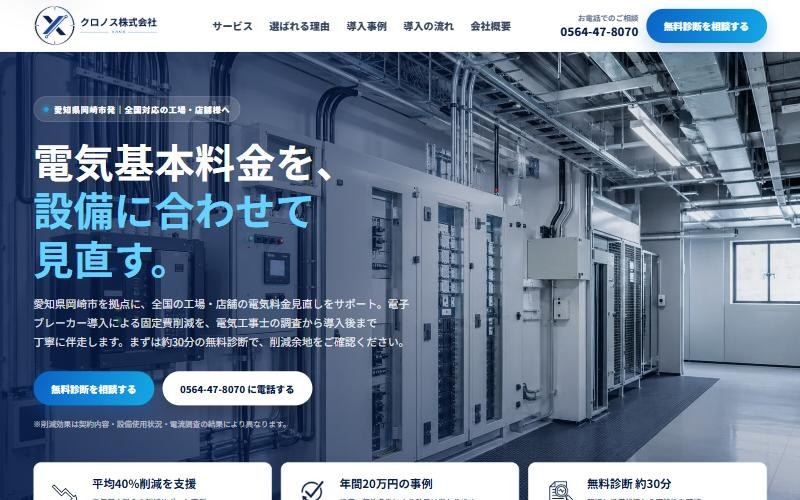 クロノス株式会社
サービス
選ばれる理由
導入事例
導入の流れ
会社概要
お電話でのご相談
0564-47-8070
無料診断を相談する
愛知県岡崎市発｜全国対応の工場・店舗様へ
電気基本料金を、
設備に合わせて
見直す。
愛知県岡崎市を拠点に、全国の工場・店舗の電気料金見直しをサポート。電子
ブレーカー導入による固定費削減を、電気工事士の調査から導入後まで
丁寧に伴走します。まずは約30分の無料診断で、削減余地をご確認ください。
無料診断を相談する
0564-47-8070 に電話する
※削減効果は契約内容・設備使用状況・電流調査の結果により異なります。
平均40%削減を支援
年間20万円の事例
無料診断 約30分